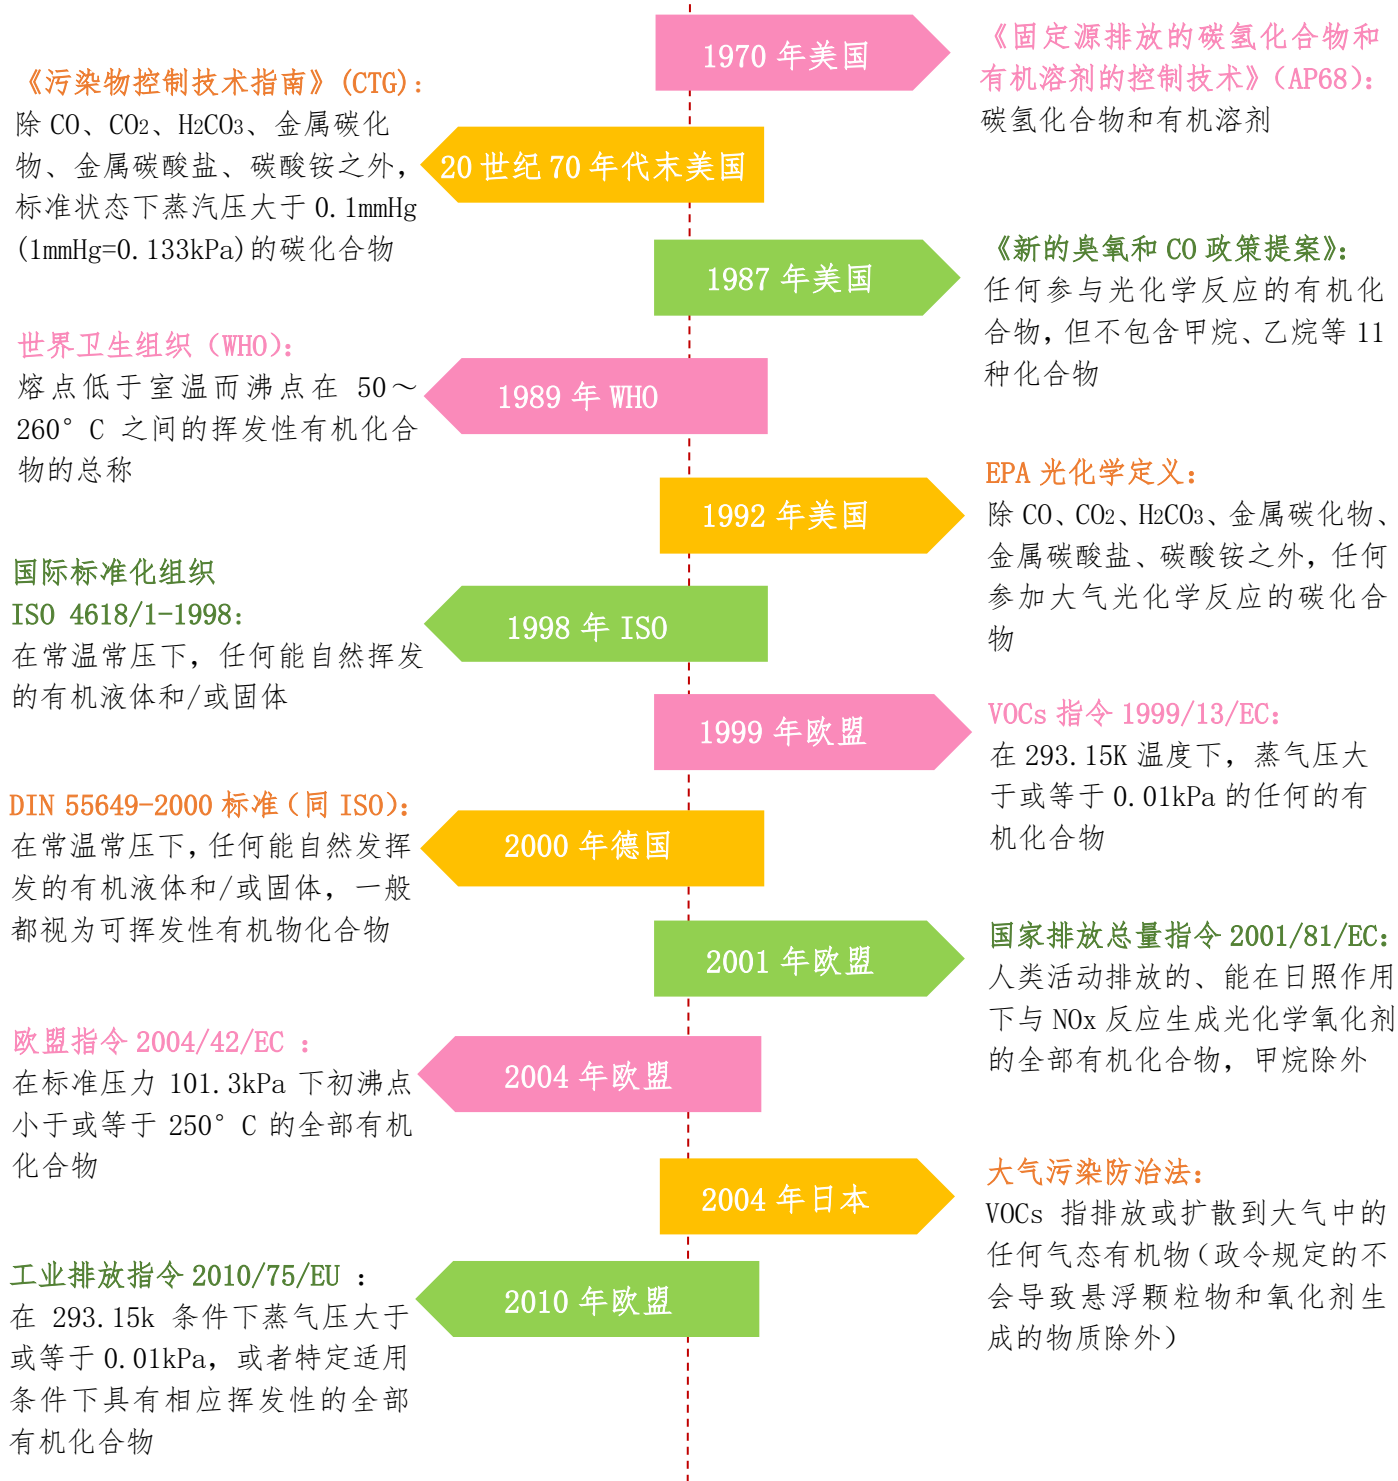 1970 年美国
《固定源排放的碳氢化合物和
有机溶剂的控制技术》(AP68):
碳氢化合物和有机溶剂
《污染物控制技术指南》(CTG):
除 CO、CO₂、H₂CO₃、金属碳化
物、金属碳酸盐、碳酸铵之外,
标准状态下蒸汽压大于 0.1mmHg
(1mmHg=0.133kPa)的碳化合物
20 世纪 70 年代末美国
1987 年美国
《新的臭氧和 CO 政策提案》:
任何参与光化学反应的有机化
合物,但不包含甲烷、乙烷等 11
种化合物
世界卫生组织(WHO):
熔点低于室温而沸点在 50～
260°C 之间的挥发性有机化合
物的总称
1989 年 WHO
1992 年美国
EPA 光化学定义:
除 CO、CO₂、H₂CO₃、金属碳化物、
金属碳酸盐、碳酸铵之外,任何
参加大气光化学反应的碳化合
物
国际标准化组织
ISO 4618/1-1998:
在常温常压下,任何能自然挥发
的有机液体和/或固体
1998 年 ISO
1999 年欧盟
VOCs 指令 1999/13/EC:
在 293.15K 温度下,蒸气压大
于或等于 0.01kPa 的任何的有
机化合物
DIN 55649-2000 标准(同 ISO):
在常温常压下,任何能自然发挥
发的有机液体和/或固体,一般
都视为可挥发性有机物化合物
2000 年德国
2001 年欧盟
国家排放总量指令 2001/81/EC:
人类活动排放的、能在日照作用
下与 NOx 反应生成光化学氧化剂
的全部有机化合物,甲烷除外
欧盟指令 2004/42/EC :
在标准压力 101.3kPa 下初沸点
小于或等于 250°C 的全部有机
化合物
2004 年欧盟
2004 年日本
大气污染防治法:
VOCs 指排放或扩散到大气中的
任何气态有机物(政令规定的不
会导致悬浮颗粒物和氧化剂生
成的物质除外)
工业排放指令 2010/75/EU :
在 293.15k 条件下蒸气压大于
或等于 0.01kPa,或者特定适用
条件下具有相应挥发性的全部
有机化合物
2010 年欧盟